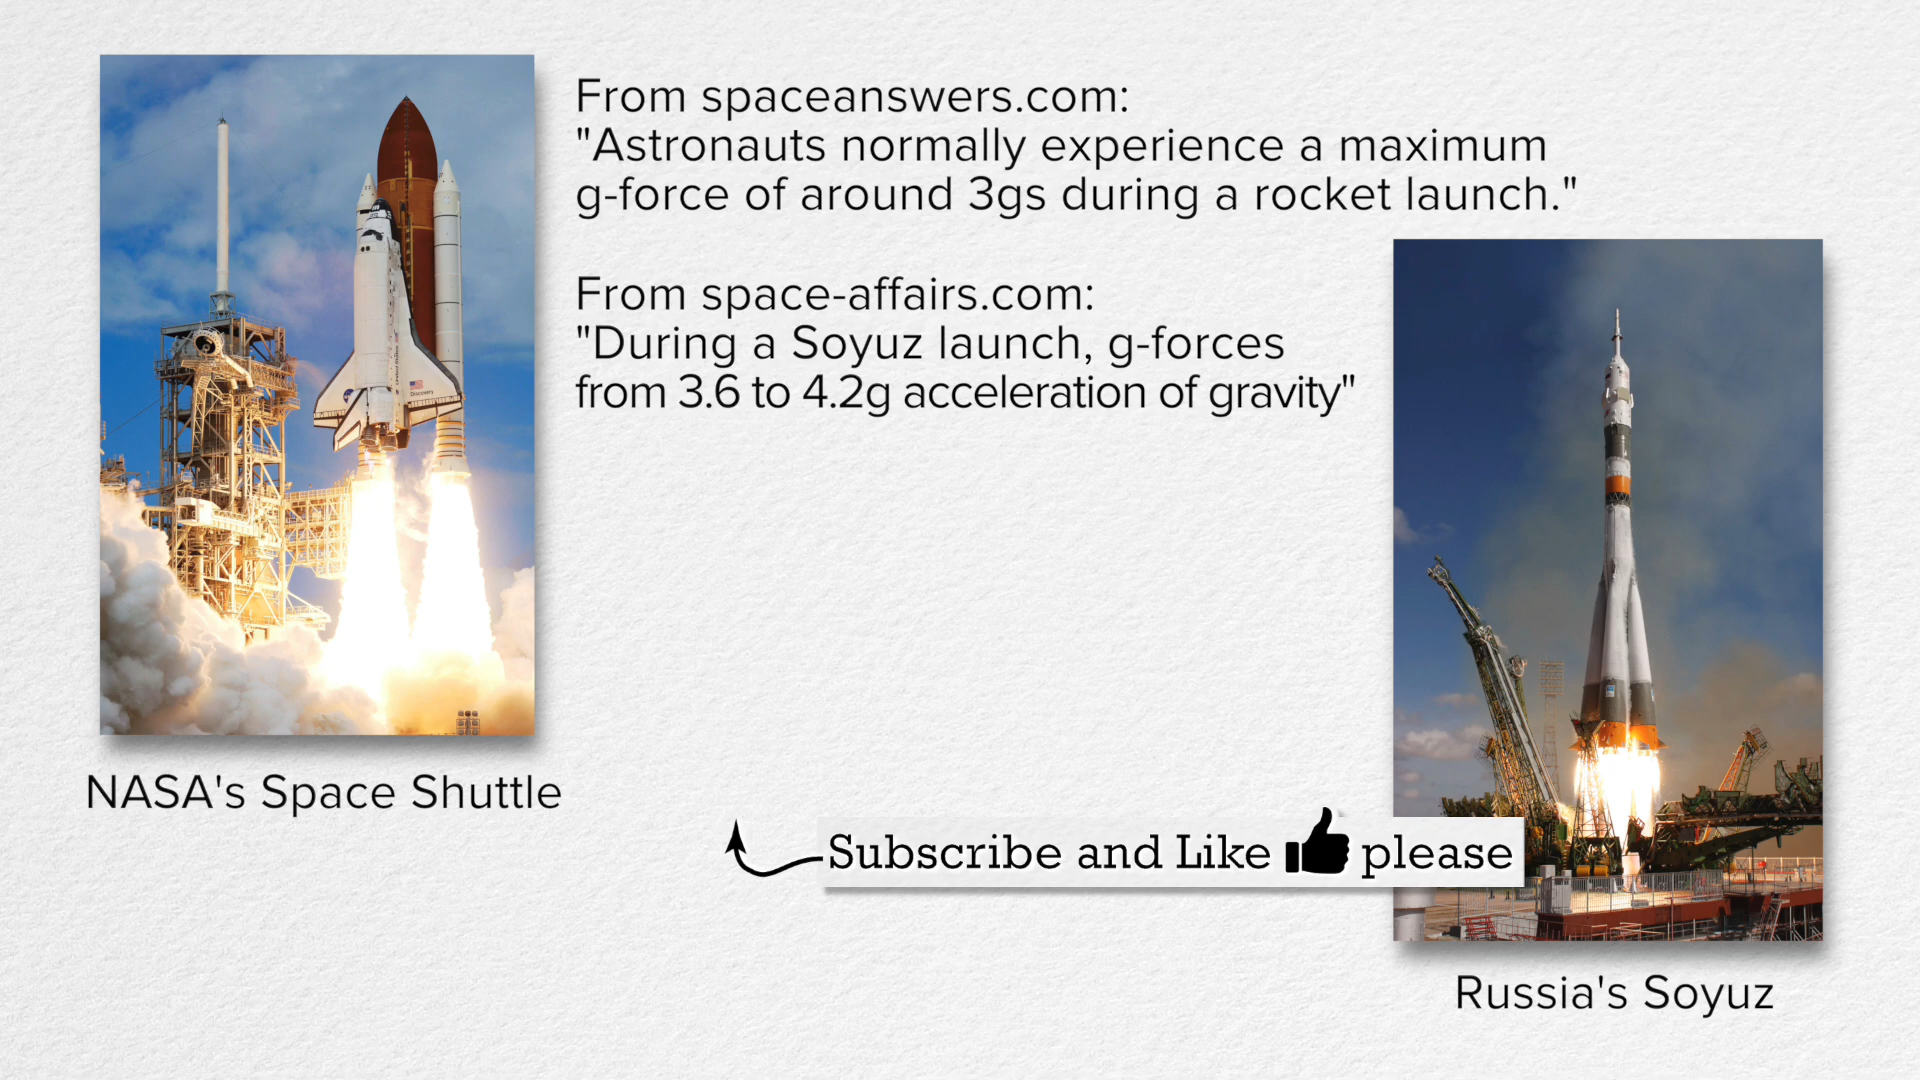 From spaceanswers.com:
"Astronauts normally experience a maximum
g-force of around 3gs during a rocket launch."
From space-affairs.com:
"During a Soyuz launch, g-forces
from 3.6 to 4.2g acceleration of gravity"
Discovery
NASA's Space Shuttle
Subscribe and Like please
Russia's Soyuz